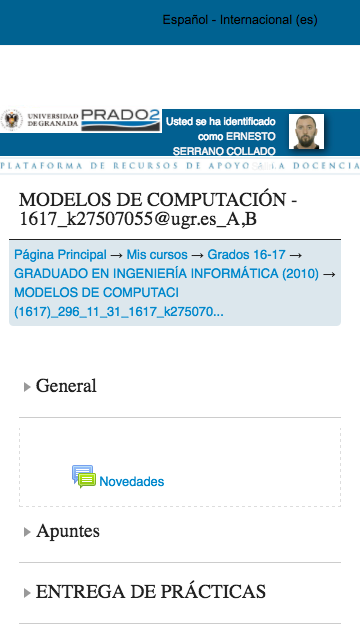 Español - Internacional (es)
UNIVERSIDAD
DE GRANADA
PRADO2
Usted se ha identificado
como ERNESTO
SERRANO COLLADO
PLATAFORMA DE RECURSOS DE APOYO A LA DOCENCIA
MODELOS DE COMPUTACIÓN -
1617_k27507055@ugr.es_A,B
Página Principal → Mis cursos → Grados 16-17 →
GRADUADO EN INGENIERÍA INFORMÁTICA (2010) →
MODELOS DE COMPUTACI
(1617)_296_11_31_1617_k275070...
General
Novedades
Apuntes
ENTREGA DE PRÁCTICAS